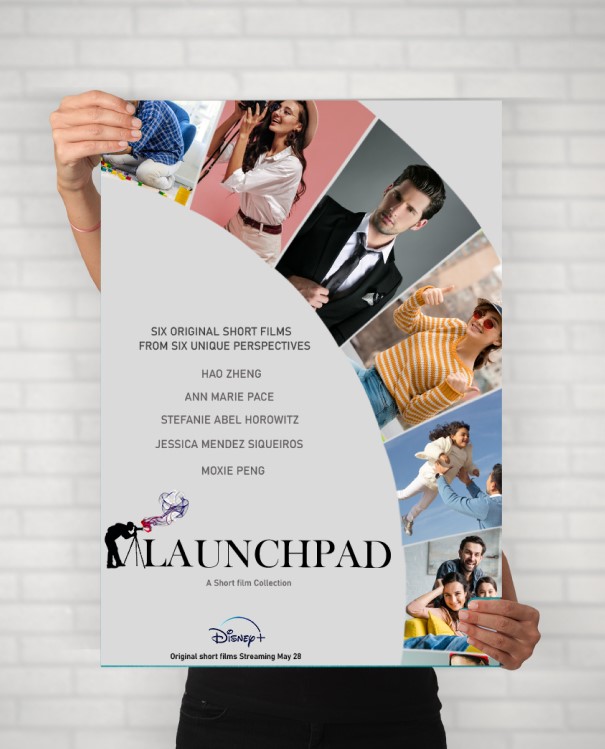 SIX ORIGINAL SHORT FILMS
FROM SIX UNIQUE PERSPECTIVES
HAO ZHENG
ANN MARIE PACE
STEFANIE ABEL HOROWITZ
JESSICA MENDEZ SIQUEIROS
MOXIE PENG
LAUNCHPAD
A Short film Collection
Disney+
Original short films Streaming May 28